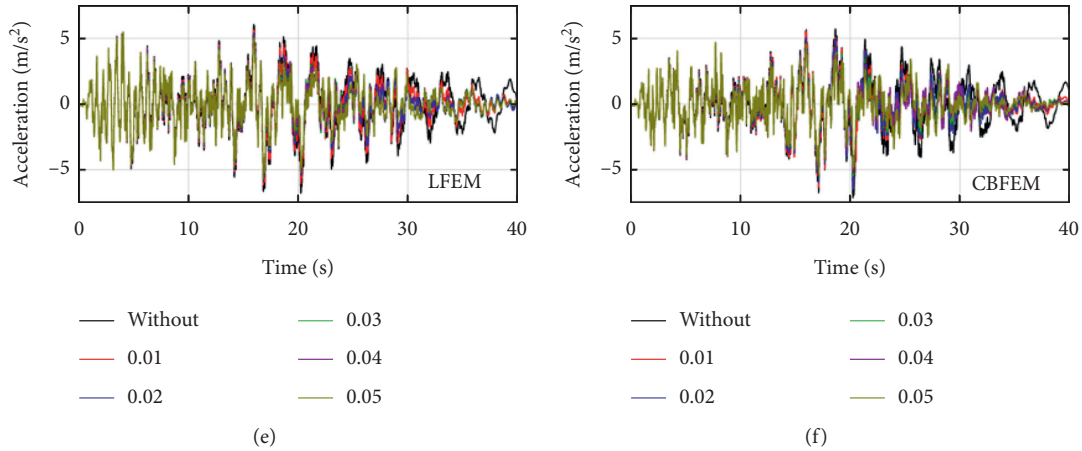 Acceleration (m/s²)
5
0
−5
LFEM
0 10 20 30 40
Time (s)
Without 0.03
0.01 0.04
0.02 0.05
(e)
Acceleration (m/s²)
5
0
−5
CBFEM
0 10 20 30 40
Time (s)
Without 0.03
0.01 0.04
0.02 0.05
(f)